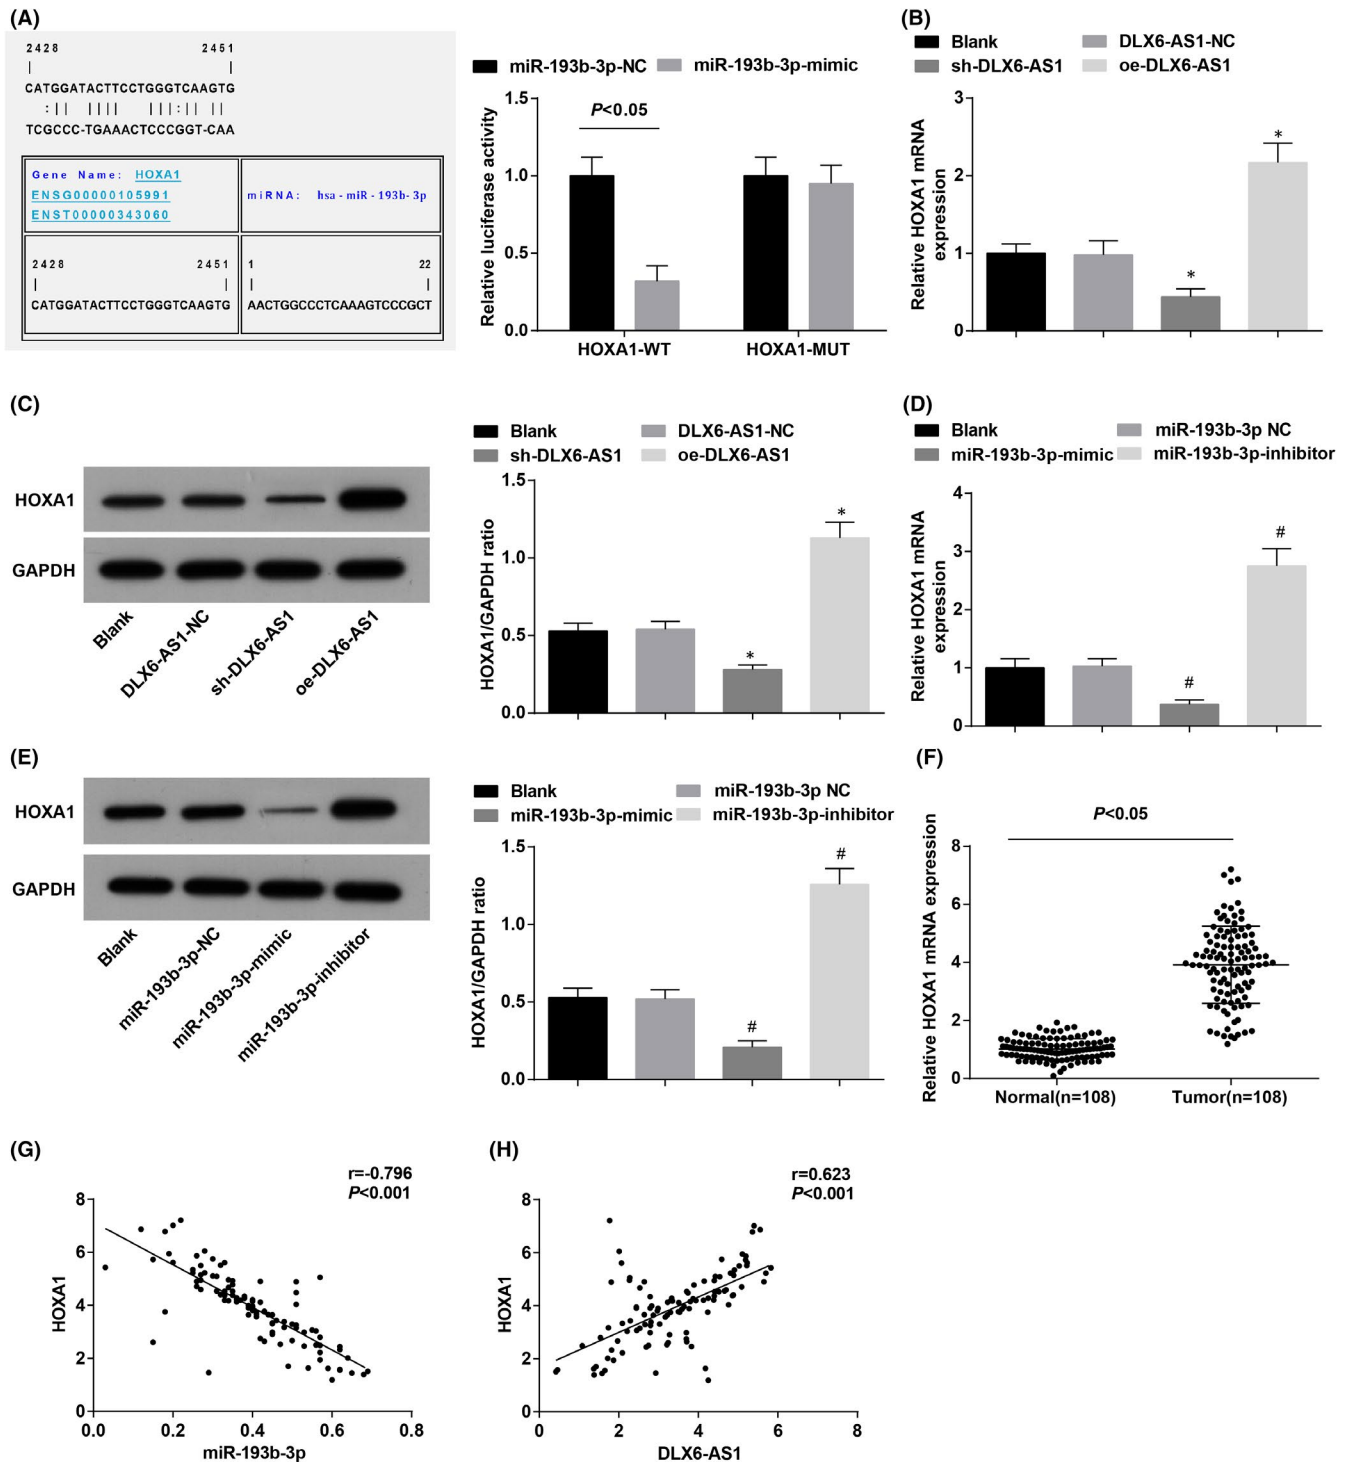 (A)
2428 2451
CATGGATACTTCCTGGGTCAAGTG
:|| |||| |||:|| ||
TCGCCC-TGAAACTCCCGGT-CAA
Gene Name: HOXA1
ENSG00000105991
ENST00000343060
miRNA: hsa-miR-193b-3p
2428 2451
CATGGATACTTCCTGGGTCAAGTG
1 22
AACTGGCCCTCAAAGTCCCGCT
miR-193b-3p-NC miR-193b-3p-mimic
Relative luciferase activity
1.5
1.0
0.5
0.0
P<0.05
HOXA1-WT HOXA1-MUT
(B)
Blank DLX6-AS1-NC
sh-DLX6-AS1 oe-DLX6-AS1
Relative HOXA1 mRNA
expression
3
2
1
0
*
*
(C)
HOXA1
GAPDH
Blank
DLX6-AS1-NC
sh-DLX6-AS1
oe-DLX6-AS1
Blank DLX6-AS1-NC
sh-DLX6-AS1 oe-DLX6-AS1
HOXA1/GAPDH ratio
1.5
1.0
0.5
0.0
*
*
(D)
Blank miR-193b-3p NC
miR-193b-3p-mimic miR-193b-3p-inhibitor
Relative HOXA1 mRNA
expression
4
3
2
1
0
#
#
(E)
HOXA1
GAPDH
Blank
miR-193b-3p-NC
miR-193b-3p-mimic
miR-193b-3p-inhibitor
Blank miR-193b-3p NC
miR-193b-3p-mimic miR-193b-3p-inhibitor
HOXA1/GAPDH ratio
1.5
1.0
0.5
0.0
#
#
(F)
P<0.05
Relative HOXA1 mRNA expression
8
6
4
2
0
Normal(n=108) Tumor(n=108)
(G)
r=-0.796
P<0.001
HOXA1
8
6
4
2
0
0.0 0.2 0.4 0.6 0.8
miR-193b-3p
(H)
r=0.623
P<0.001
HOXA1
8
6
4
2
0
0 2 4 6 8
DLX6-AS1